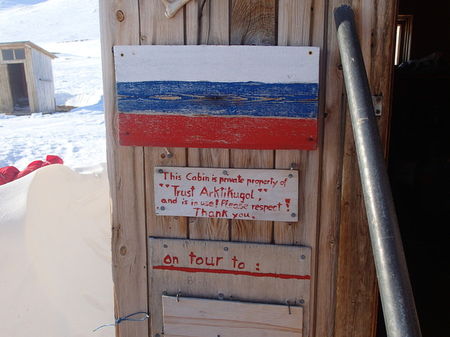 This Cabin is private property of
"Trust Arktikugol",
and is in use! Please respect!
Thank you.
on tour to: